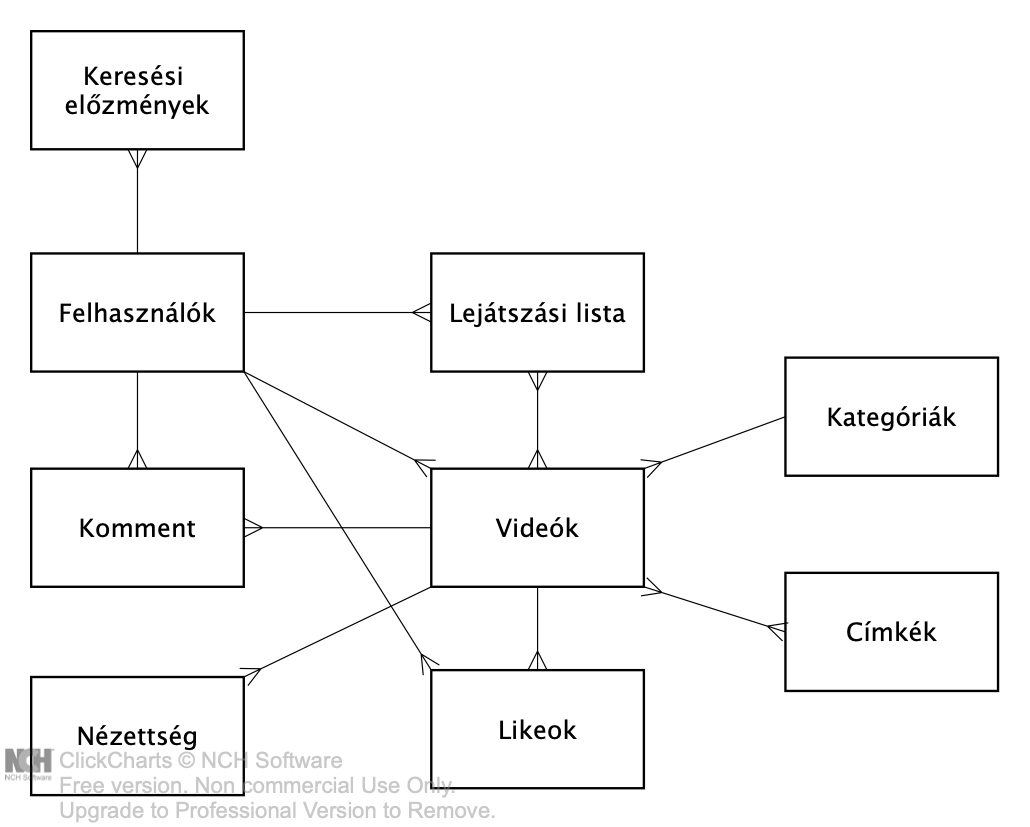 Keresési
előzmények
Felhasználók
Lejátszási lista
Kategóriák
Komment
Videók
Címkék
Nézettség
Likeok
NCH
NCH Software
ClickCharts © NCH Software
Free version. Non commercial Use Only.
Upgrade to Professional Version to Remove.